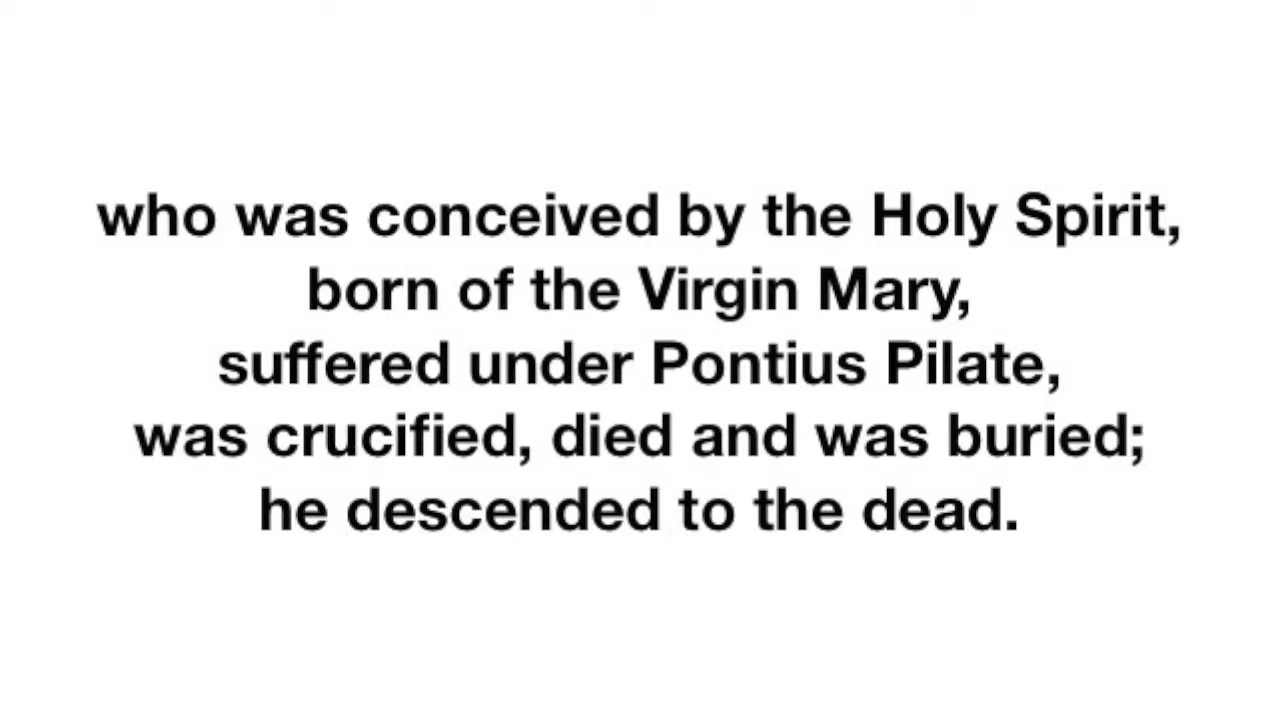 who was conceived by the Holy Spirit,
born of the Virgin Mary,
suffered under Pontius Pilate,
was crucified, died and was buried;
he descended to the dead.